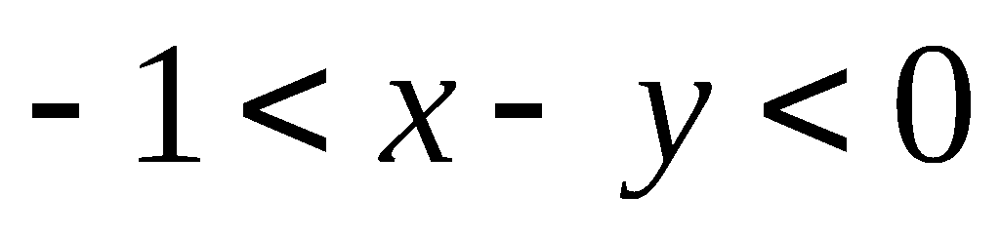 - 1 < x - y < 0